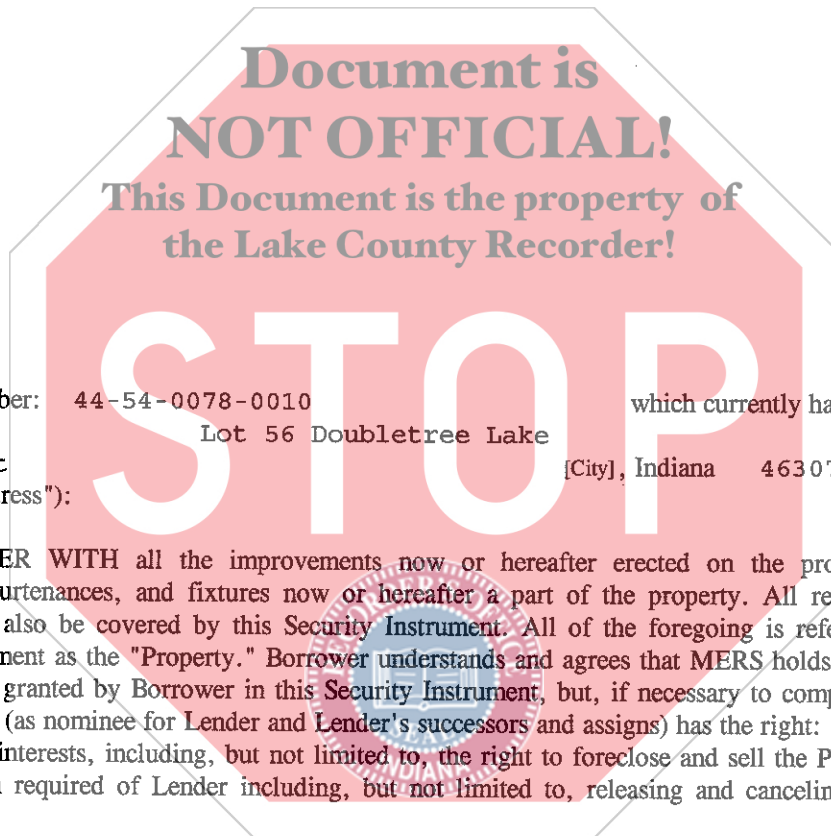 Document is
NOT OFFICIAL!
This Document is the property of
the Lake County Recorder!
STOP
ber: 44-54-0078-0010 which currently ha
Lot 56 Doubletree Lake
[City], Indiana 46307
ress"):
ER WITH all the improvements now or hereafter erected on the pro
urtenances, and fixtures now or hereafter a part of the property. All re
also be covered by this Security Instrument. All of the foregoing is refe
nent as the "Property." Borrower understands and agrees that MERS holds
granted by Borrower in this Security Instrument, but, if necessary to comp
(as nominee for Lender and Lender's successors and assigns) has the right:
interests, including, but not limited to, the right to foreclose and sell the P
required of Lender including, but not limited to, releasing and cancelin
SEAL
INDIANA